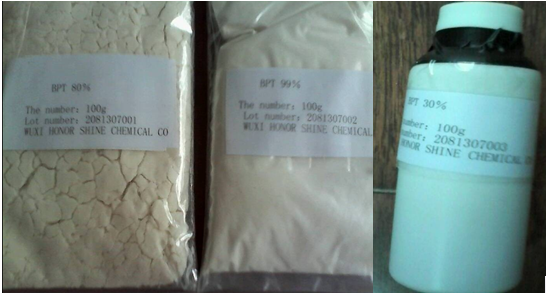 BPT 80%
The number: 100g
Lot number: 2081307001
WUXI HONOR SHINE CHEMICAL CO
BPT 99%
The number: 100g
Lot number: 2081307002
WUXI HONOR SHINE CHEMICAL
BPT 30%
number: 100g
number: 2081307003
HONOR SHINE CHEMICAL CO